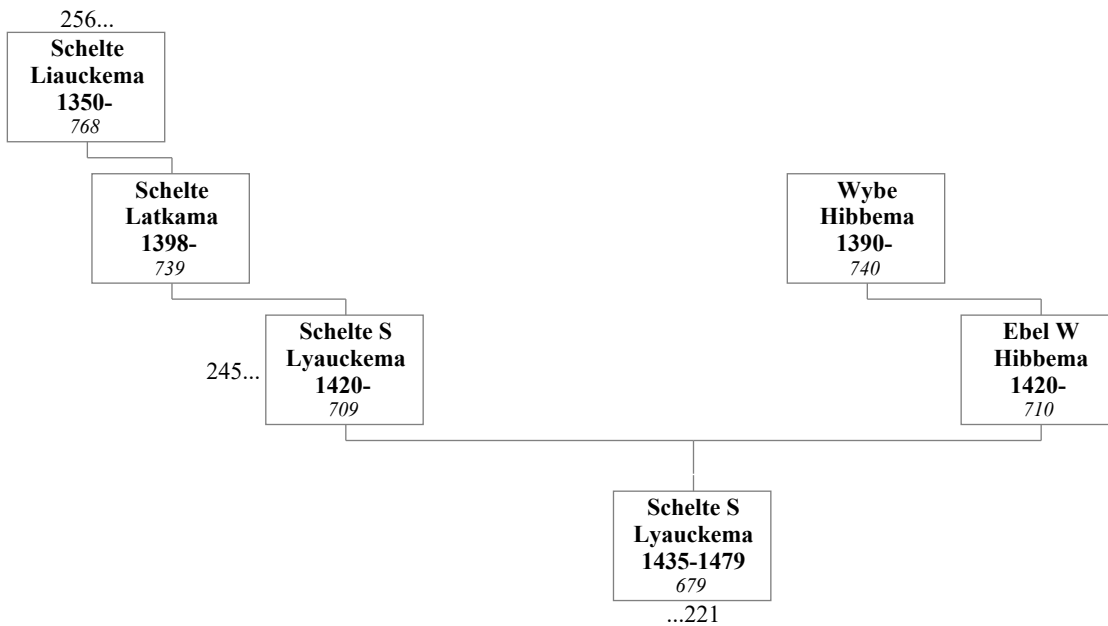 256...
Schelte
Liauckema
1350-
768
Schelte
Latkama
1398-
739
Wybe
Hibbema
1390-
740
245...
Schelte S
Lyauckema
1420-
709
Ebel W
Hibbema
1420-
710
Schelte S
Lyauckema
1435-1479
679
...221